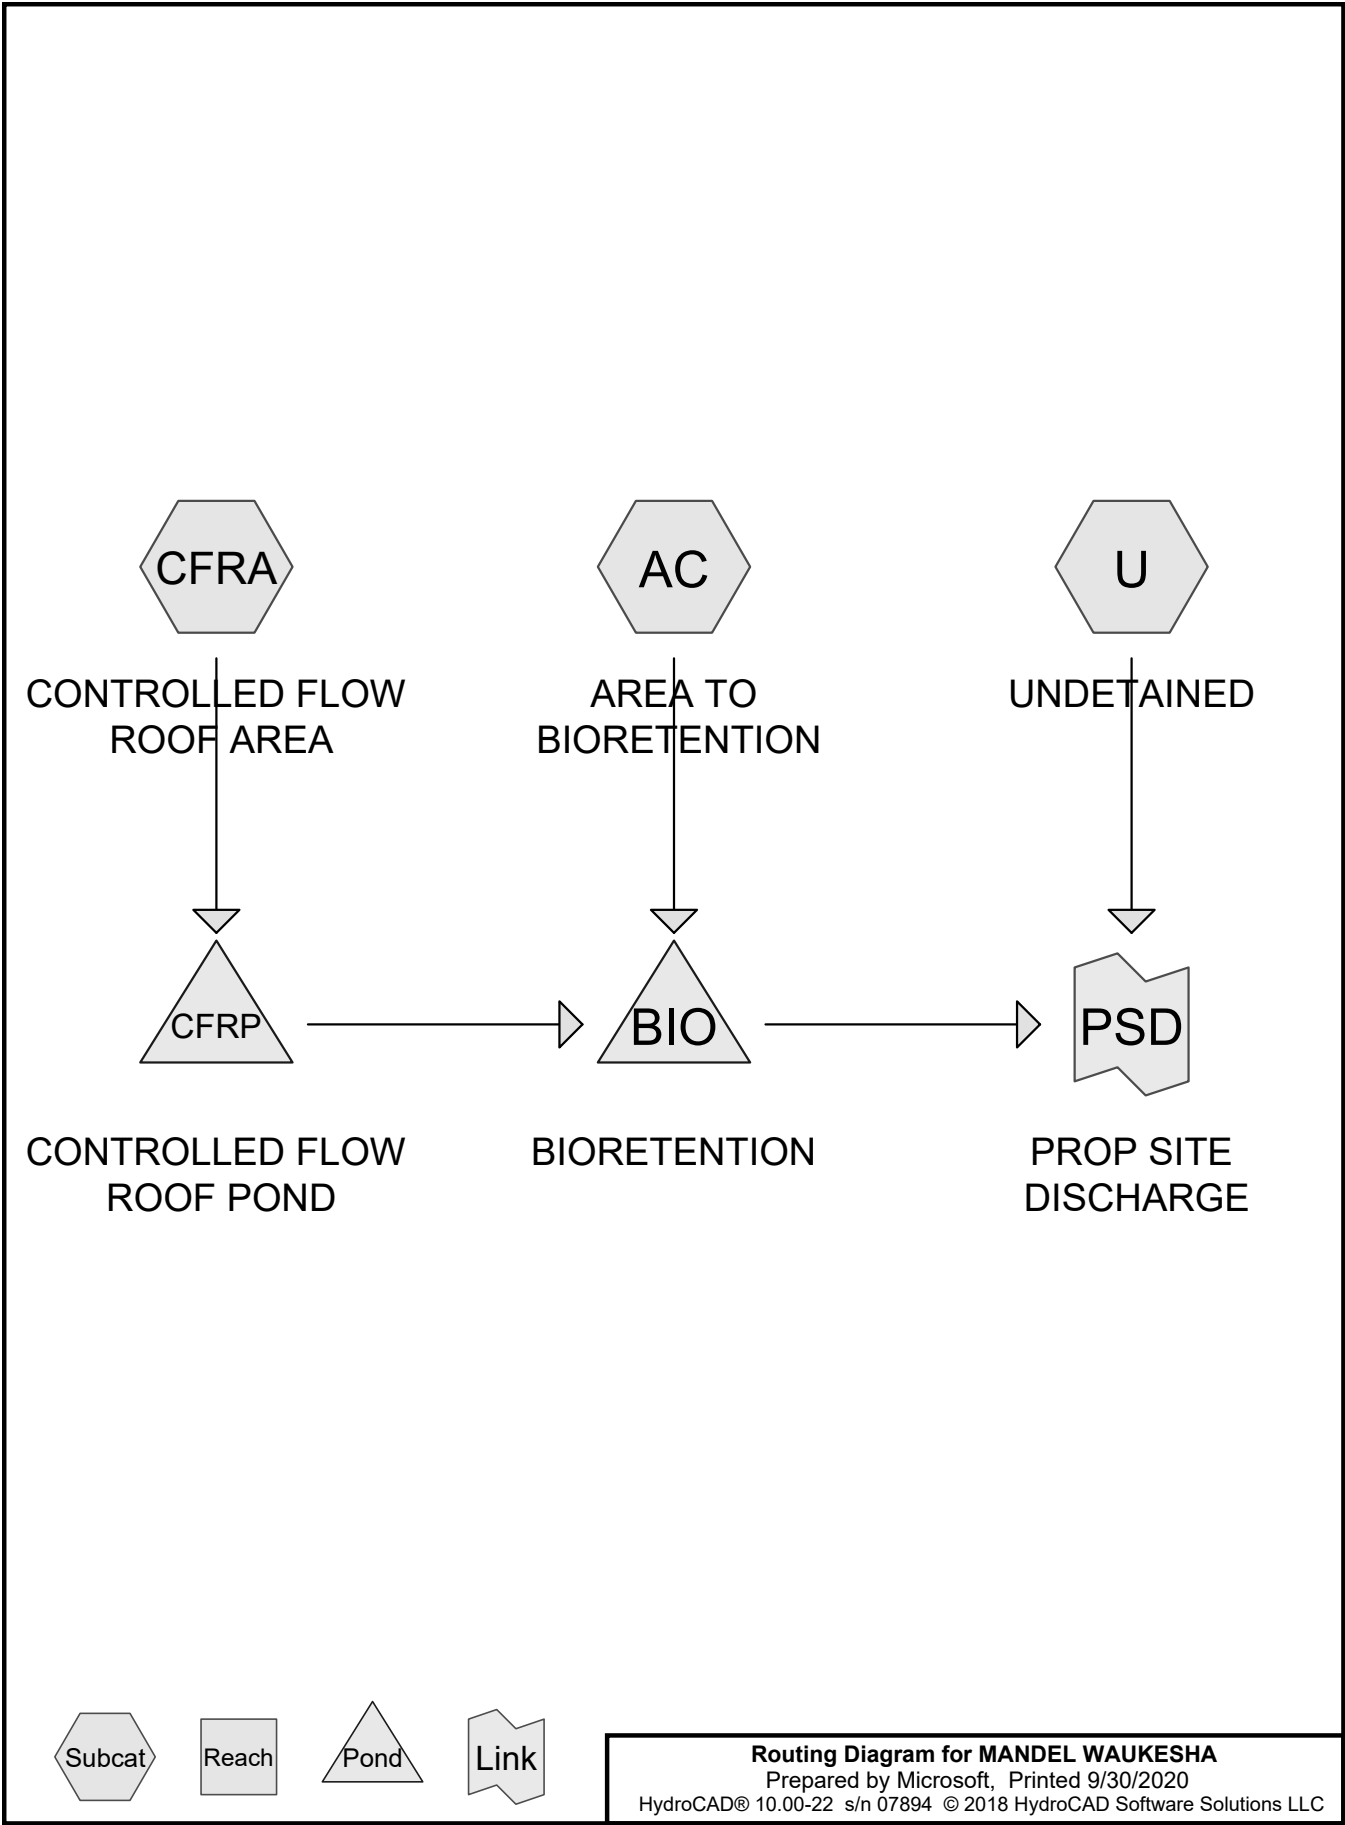 CFRA
AC
U
CONTROLLED FLOW
ROOF AREA
AREA TO
BIORETENTION
UNDETAINED
CFRP
BIO
PSD
CONTROLLED FLOW
ROOF POND
BIORETENTION
PROP SITE
DISCHARGE
Subcat
Reach
Pond
Link
Routing Diagram for MANDEL WAUKESHA
Prepared by Microsoft, Printed 9/30/2020
HydroCAD® 10.00-22 s/n 07894 © 2018 HydroCAD Software Solutions LLC